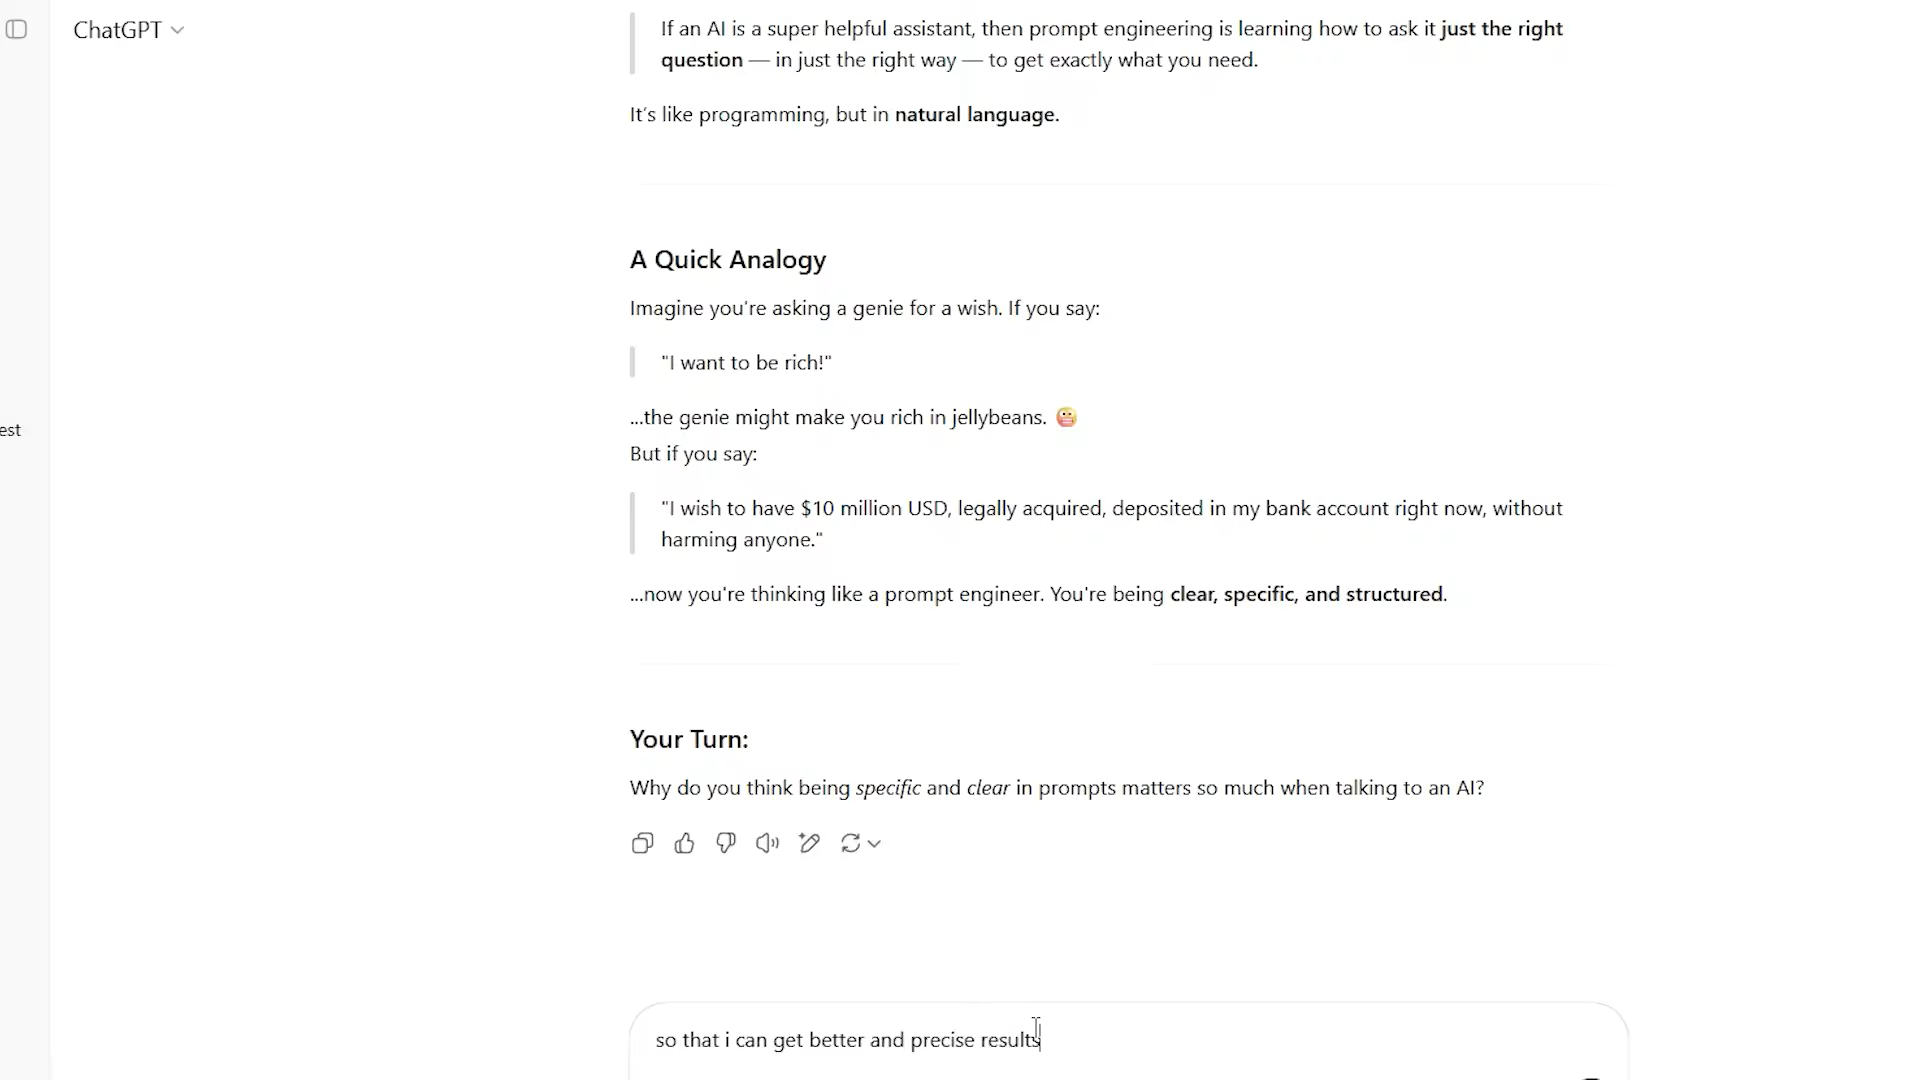 ChatGPT
If an AI is a super helpful assistant, then prompt engineering is learning how to ask it just the right
question — in just the right way — to get exactly what you need.
It's like programming, but in natural language.
A Quick Analogy
Imagine you're asking a genie for a wish. If you say:
"I want to be rich!"
...the genie might make you rich in jellybeans. 😬
But if you say:
est
"I wish to have $10 million USD, legally acquired, deposited in my bank account right now, without
harming anyone."
...now you're thinking like a prompt engineer. You're being clear, specific, and structured.
Your Turn:
Why do you think being specific and clear in prompts matters so much when talking to an AI?
so that i can get better and precise results